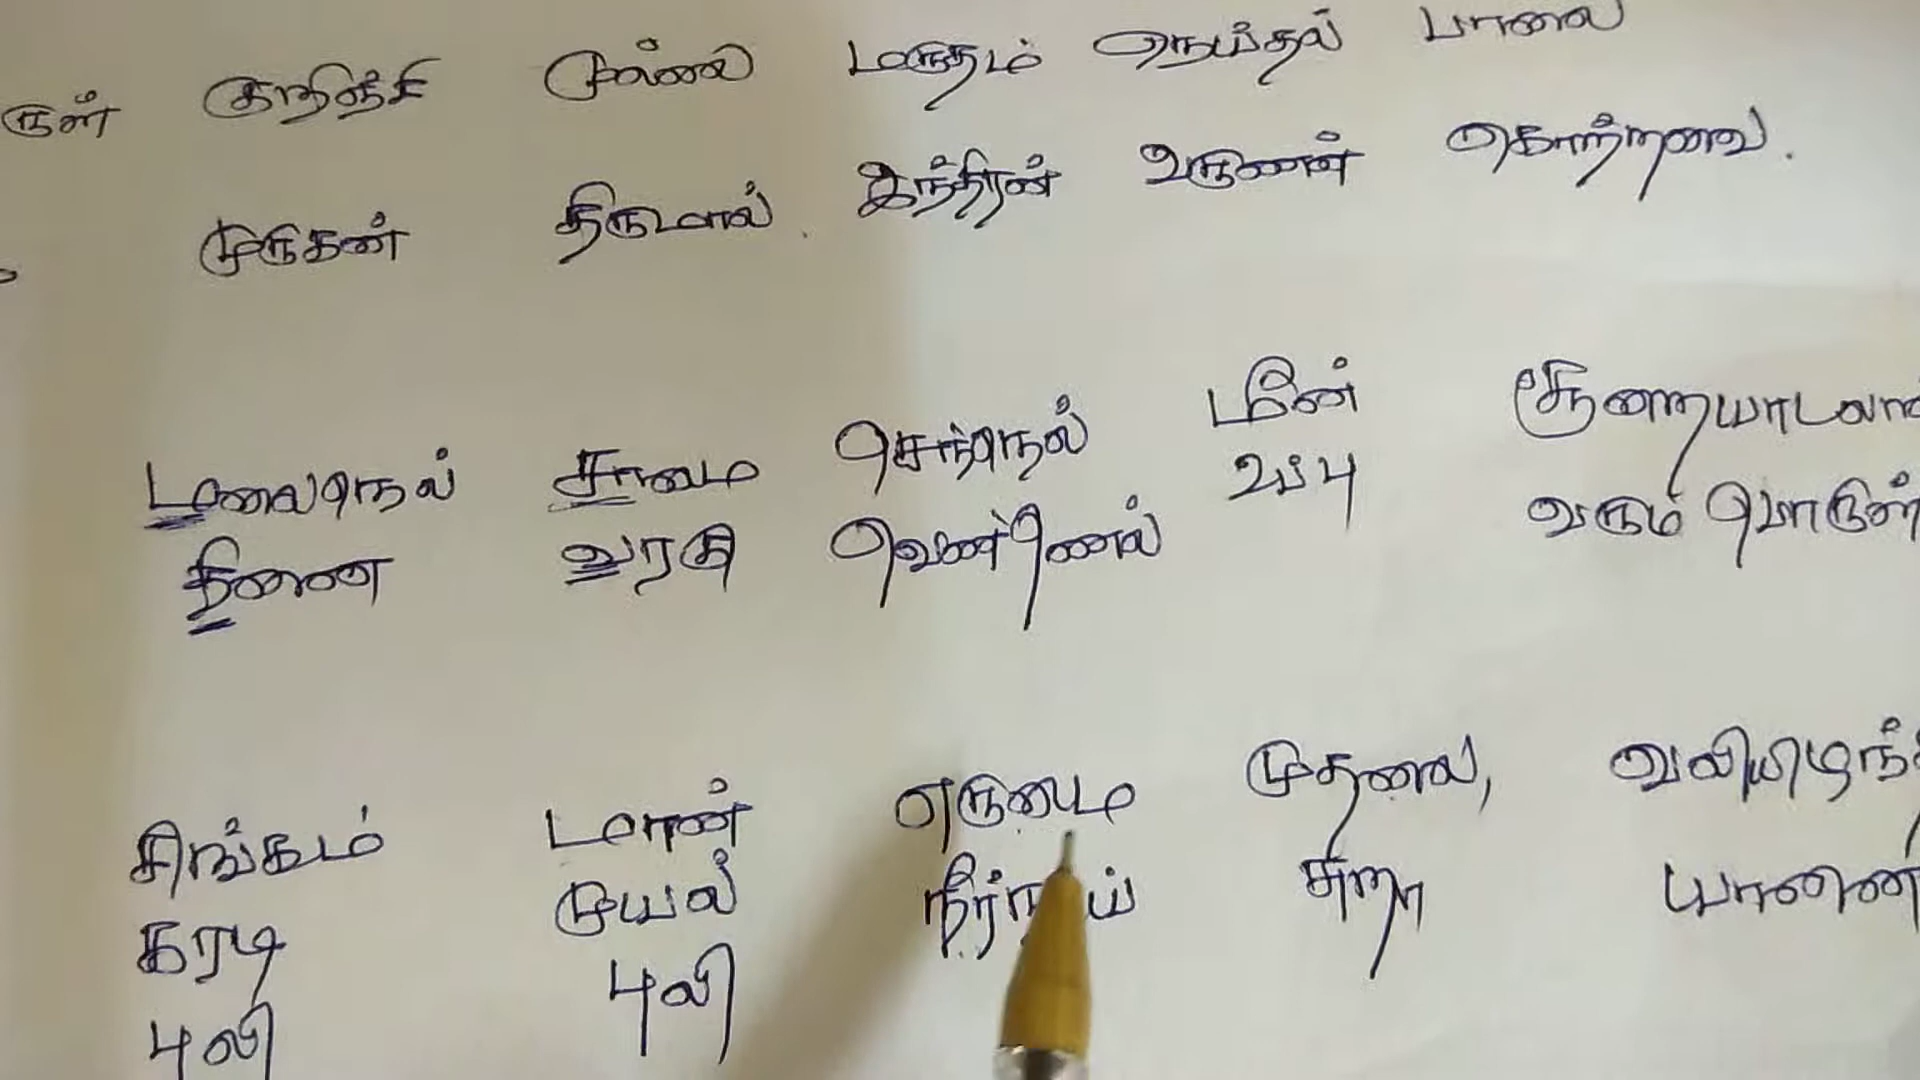 குறிஞ்சி முல்லை மருதம் நெய்தல் பாலை
முருகன் திருமால். இந்திரன் வருணன் கொற்றவை.
மலைநெல் சாமை செந்நெல் மீன் சூறையாடலால்
தினை வரகு வெண்ணெல் உப்பு வரும் பொருள்
சிங்கம் மான் எருமை முதலை, வலியிழந்
கரடி முயல் நீர்நாய் சுறா யானை
புலி புலி